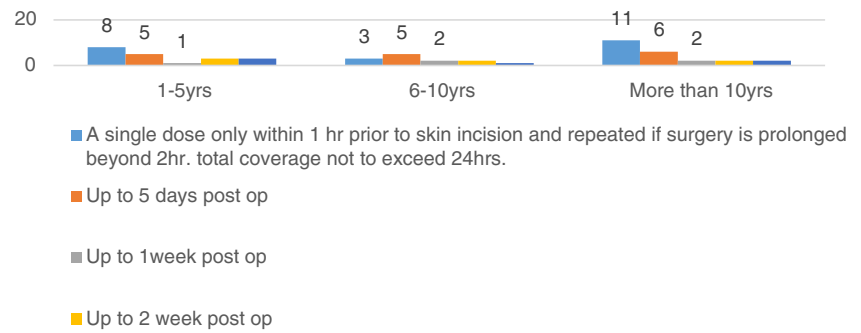 20
8 5 1 3 5 2 11 6 2
0
1-5yrs 6-10yrs More than 10yrs
A single dose only within 1 hr prior to skin incision and repeated if surgery is prolonged
beyond 2hr. total coverage not to exceed 24hrs.
Up to 5 days post op
Up to 1week post op
Up to 2 week post op